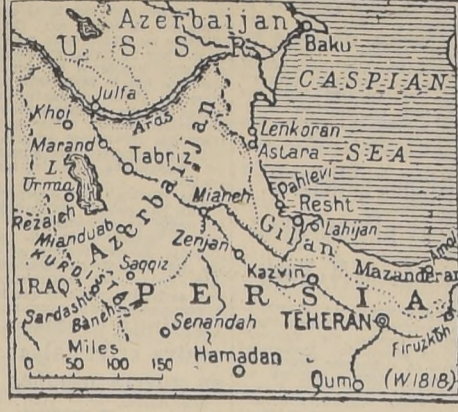 Azerbaijan
U S S R
Baku
CASPIAN
SEA
Julfa
Khoi
Aras
Marand
Lenkoran
Astara
Tabriz
L.
Urmia
Azerbaijan
Pahlevi
Mianeh
Resht
Rezaieh
Lahijan
Gilan
Mianduab
Zenjan
Amol
KURDISTAN
Saqqiz
Kazvin
Mazanderan
IRAQ
PERSIA
Sardasht
Baneh
Senandah
TEHERAN
Firuzkoh
Miles
0 50 100 150
Hamadan
Qum
(W1818)